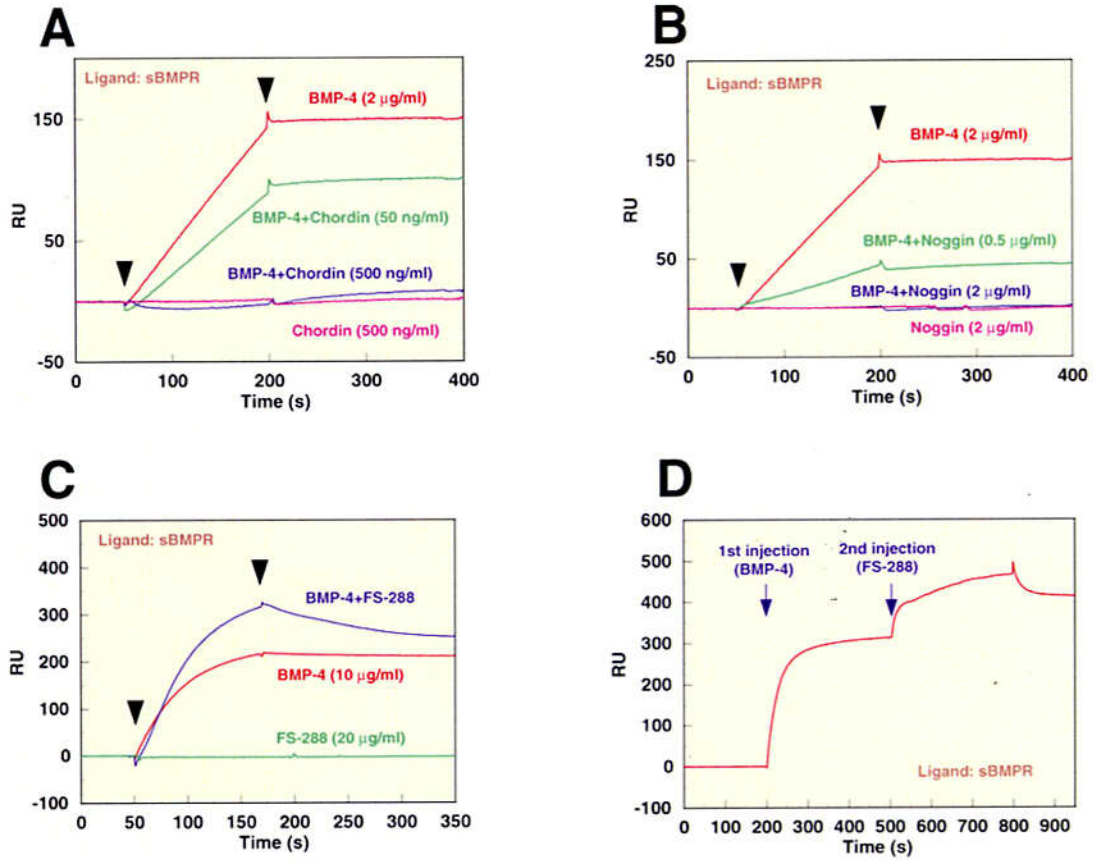 A
Ligand: sBMPR
BMP-4 (2 µg/ml)
BMP-4+Chordin (50 ng/ml)
BMP-4+Chordin (500 ng/ml)
Chordin (500 ng/ml)
RU
150
50
-50
0 100 200 300 400
Time (s)
B
Ligand: sBMPR
BMP-4 (2 µg/ml)
BMP-4+Noggin (0.5 µg/ml)
BMP-4+Noggin (2 µg/ml)
Noggin (2 µg/ml)
RU
250
150
50
-50
0 100 200 300 400
Time (s)
C
Ligand: sBMPR
BMP-4+FS-288
BMP-4 (10 µg/ml)
FS-288 (20 µg/ml)
RU
500
400
300
200
100
0
-100
0 50 100 150 200 250 300 350
Time (s)
D
1st injection
(BMP-4)
2nd injection
(FS-288)
Ligand: sBMPR
RU
600
500
400
300
200
100
0
-100
0 100 200 300 400 500 600 700 800 900
Time (s)